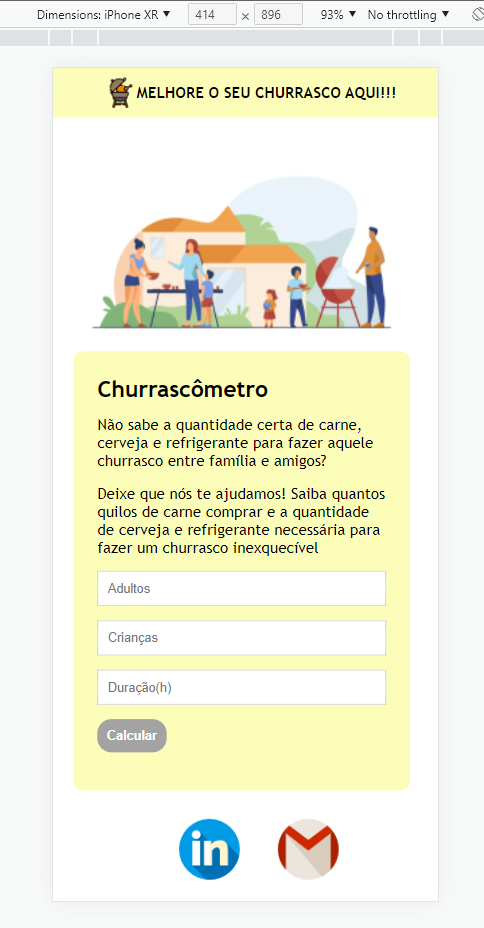 Dimensions: iPhone XR ▼ 414 × 896 93% ▼ No throttling ▼
MELHORE O SEU CHURRASCO AQUI!!!
Churrascômetro
Não sabe a quantidade certa de carne,
cerveja e refrigerante para fazer aquele
churrasco entre família e amigos?
Deixe que nós te ajudamos! Saiba quantos
quilos de carne comprar e a quantidade
de cerveja e refrigerante necessária para
fazer um churrasco inexquecível
Adultos
Crianças
Duração(h)
Calcular
in